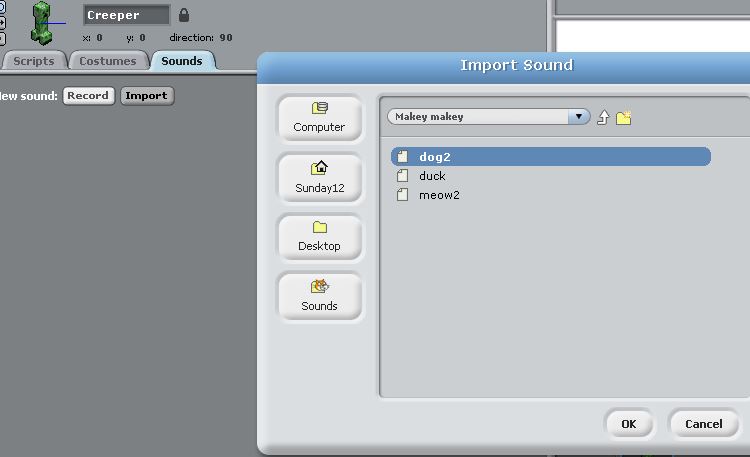 Creeper
x: 0 y: 0 direction: 90
Scripts Costumes Sounds
sound: Record Import
Import Sound
Computer
Sunday12
Desktop
Sounds
Makey makey
dog2
duck
meow2
OK Cancel